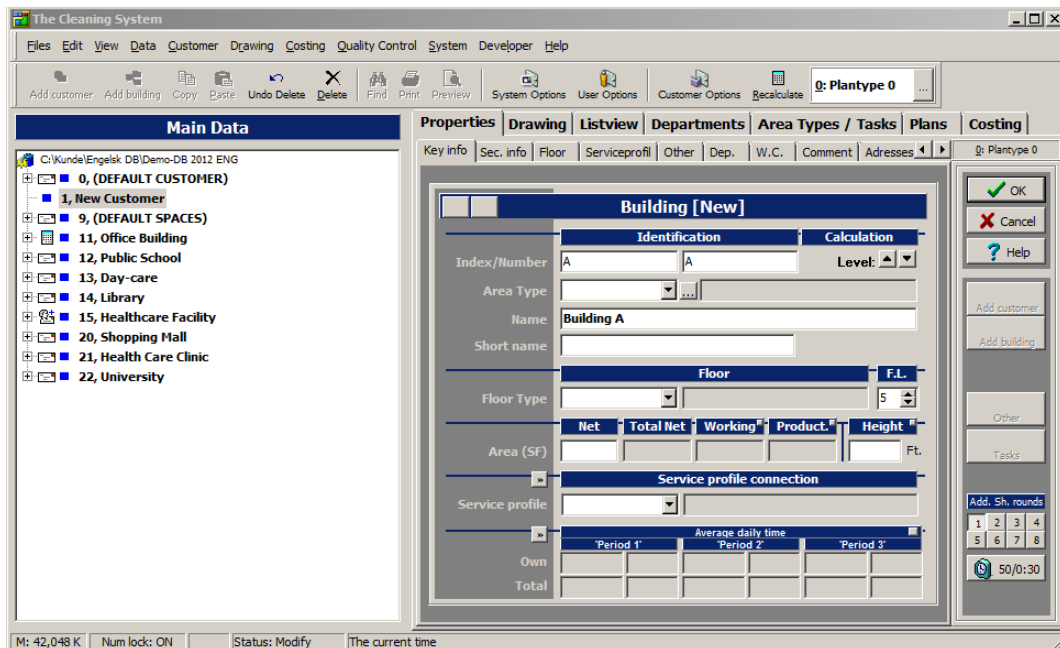 The Cleaning System
Files Edit View Data Customer Drawing Costing Quality Control System Developer Help
Add customer Add building Copy Paste Undo Delete Delete Find Print Preview System Options User Options Customer Options Recalculate 0: Plantype 0 ...
Main Data
C:\Kunde\Engelsk DB\Demo-DB 2012 ENG
0, (DEFAULT CUSTOMER)
1, New Customer
9, (DEFAULT SPACES)
11, Office Building
12, Public School
13, Day-care
14, Library
15, Healthcare Facility
20, Shopping Mall
21, Health Care Clinic
22, University
Properties Drawing Listview Departments Area Types / Tasks Plans Costing
Key info Sec. info Floor Serviceprofil Other Dep. W.C. Comment Adresses 0: Plantype 0
Building [New]
Identification Calculation
Index/Number A A Level:
Area Type ...
Name Building A
Short name
Floor F.L.
Floor Type 5
Net Total Net Working Product. Height
Area (SF) Ft.
» Service profile connection
Service profile
» Average daily time
'Period 1' 'Period 2' 'Period 3'
Own
Total
OK
Cancel
? Help
Add customer
Add building
Other
Tasks
Add. Sh. rounds
1 2 3 4
5 6 7 8
50/0:30
M: 42,048 K Num lock: ON Status: Modify The current time